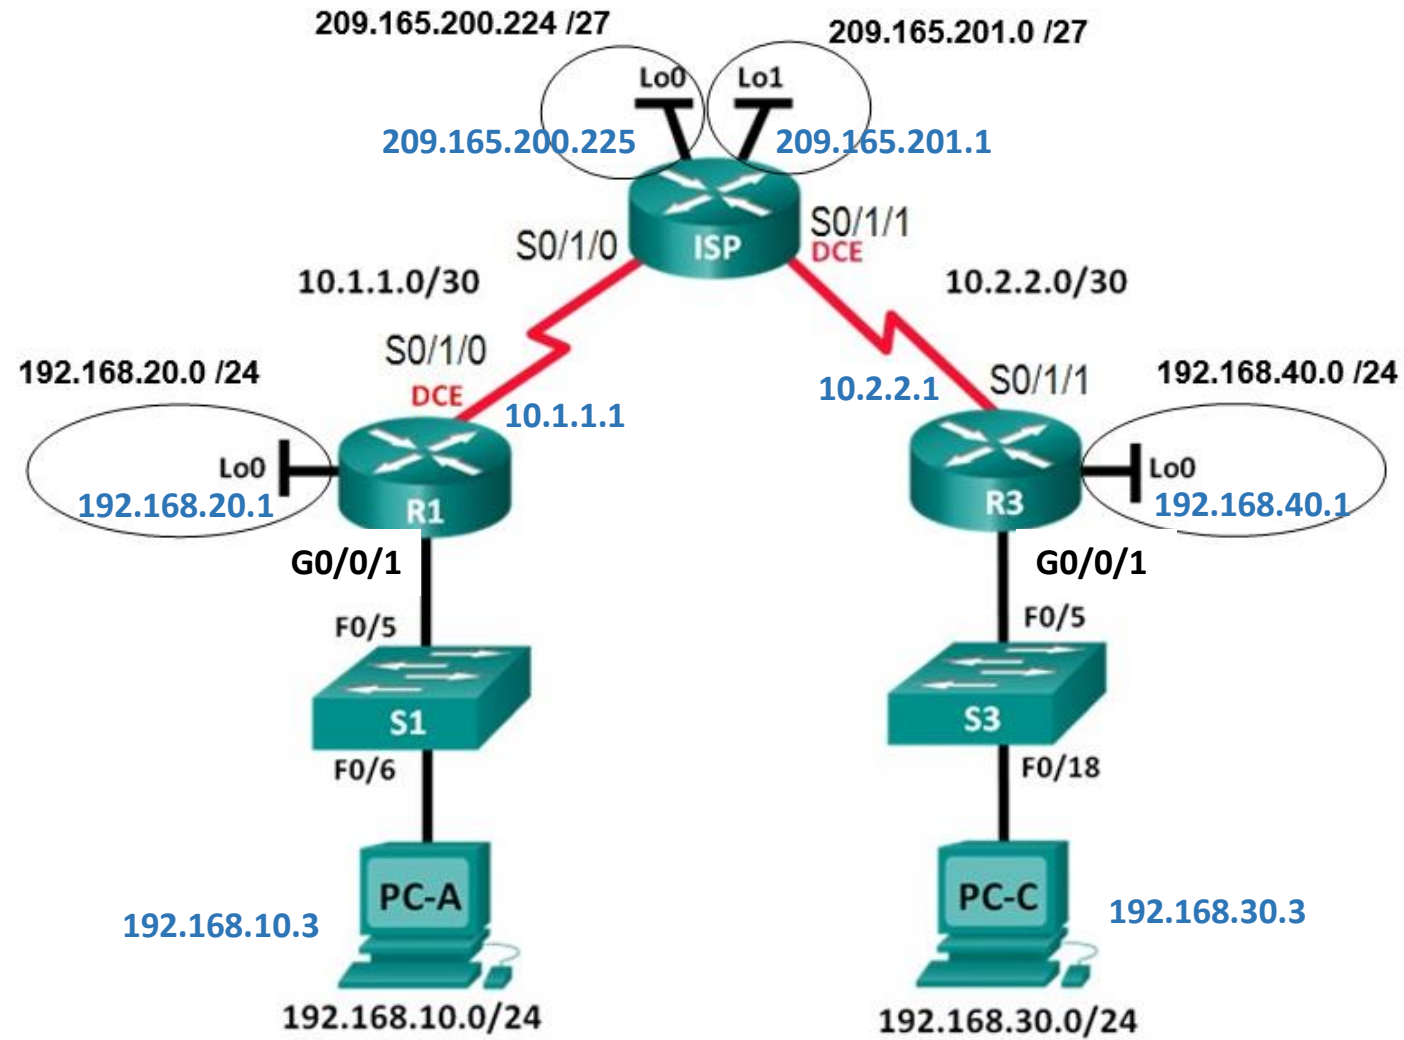 209.165.200.224 /27
209.165.201.0 /27
Lo0
Lo1
209.165.200.225
209.165.201.1
S0/1/0
ISP
S0/1/1
DCE
10.1.1.0/30
10.2.2.0/30
S0/1/0
DCE
10.1.1.1
10.2.2.1
S0/1/1
192.168.20.0 /24
192.168.40.0 /24
Lo0
192.168.20.1
R1
R3
Lo0
192.168.40.1
G0/0/1
G0/0/1
F0/5
F0/5
S1
S3
F0/6
F0/18
PC-A
PC-C
192.168.10.3
192.168.30.3
192.168.10.0/24
192.168.30.0/24